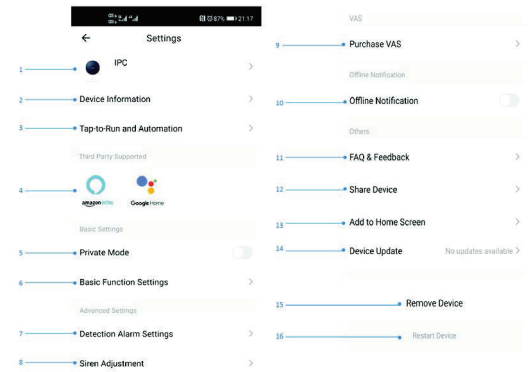 87% 21:17
Settings
1 IPC
2 Device Information
3 Tap-to-Run and Automation
Third Party Supported
4
amazon echo Google Home
Basic Settings
5 Private Mode
6 Basic Function Settings
Advanced Settings
7 Detection Alarm Settings
8 Siren Adjustment
VAS
9 Purchase VAS
Offline Notification
10 Offline Notification
Others
11 FAQ & Feedback
12 Share Device
13 Add to Home Screen
14 Device Update No updates available
15 Remove Device
16 Restart Device